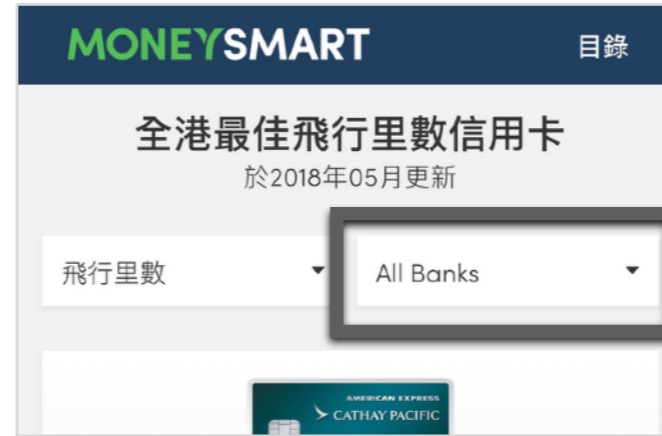 MONEYSMART 目錄
全港最佳飛行里數信用卡
於2018年05月更新
飛行里數 All Banks
AMERICAN EXPRESS
CATHAY PACIFIC